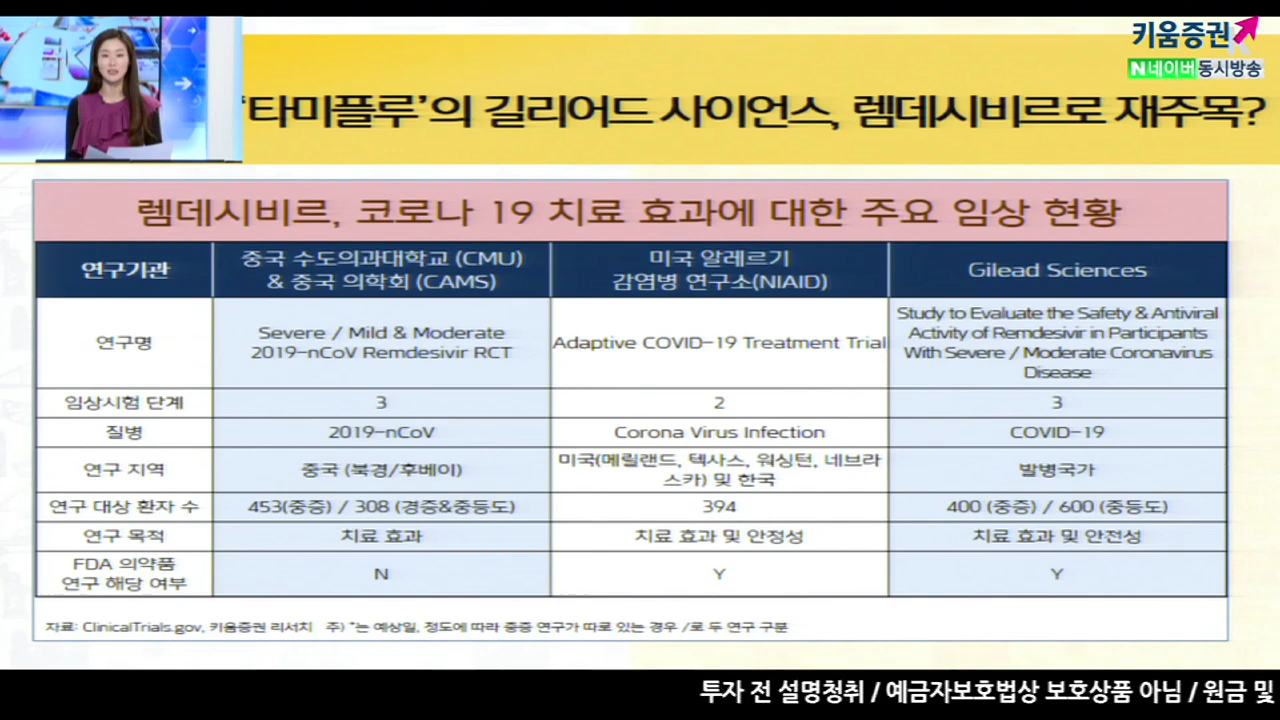 키움증권
N 네이버 동시방송
'타미플루'의 길리어드 사이언스, 렘데시비르로 재주목?
렘데시비르, 코로나 19 치료 효과에 대한 주요 임상 현황
연구기관
중국 수도의과대학교 (CMU)
& 중국 의학회 (CAMS)
미국 알레르기
감염병 연구소(NIAID)
Gilead Sciences
연구명
Severe / Mild & Moderate
2019-nCoV Remdesivir RCT
Adaptive COVID-19 Treatment Trial
Study to Evaluate the Safety & Antiviral
Activity of Remdesivir in Participants
With Severe / Moderate Coronavirus
Disease
임상시험 단계
3
2
3
질병
2019-nCoV
Corona Virus Infection
COVID-19
연구 지역
중국 (북경/후베이)
미국(메릴랜드, 텍사스, 워싱턴, 네브라
스카) 및 한국
발병국가
연구 대상 환자 수
453(중증) / 308 (경증&중등도)
394
400 (중증) / 600 (중등도)
연구 목적
치료 효과
치료 효과 및 안정성
치료 효과 및 안전성
FDA 의약품
연구 해당 여부
N
Y
Y
자료: ClinicalTrials.gov, 키움증권 리서치 주) *는 예상일, 정도에 따라 중증 연구가 따로 있는 경우 /로 두 연구 구분
투자 전 설명청취 / 예금자보호법상 보호상품 아님 / 원금 및